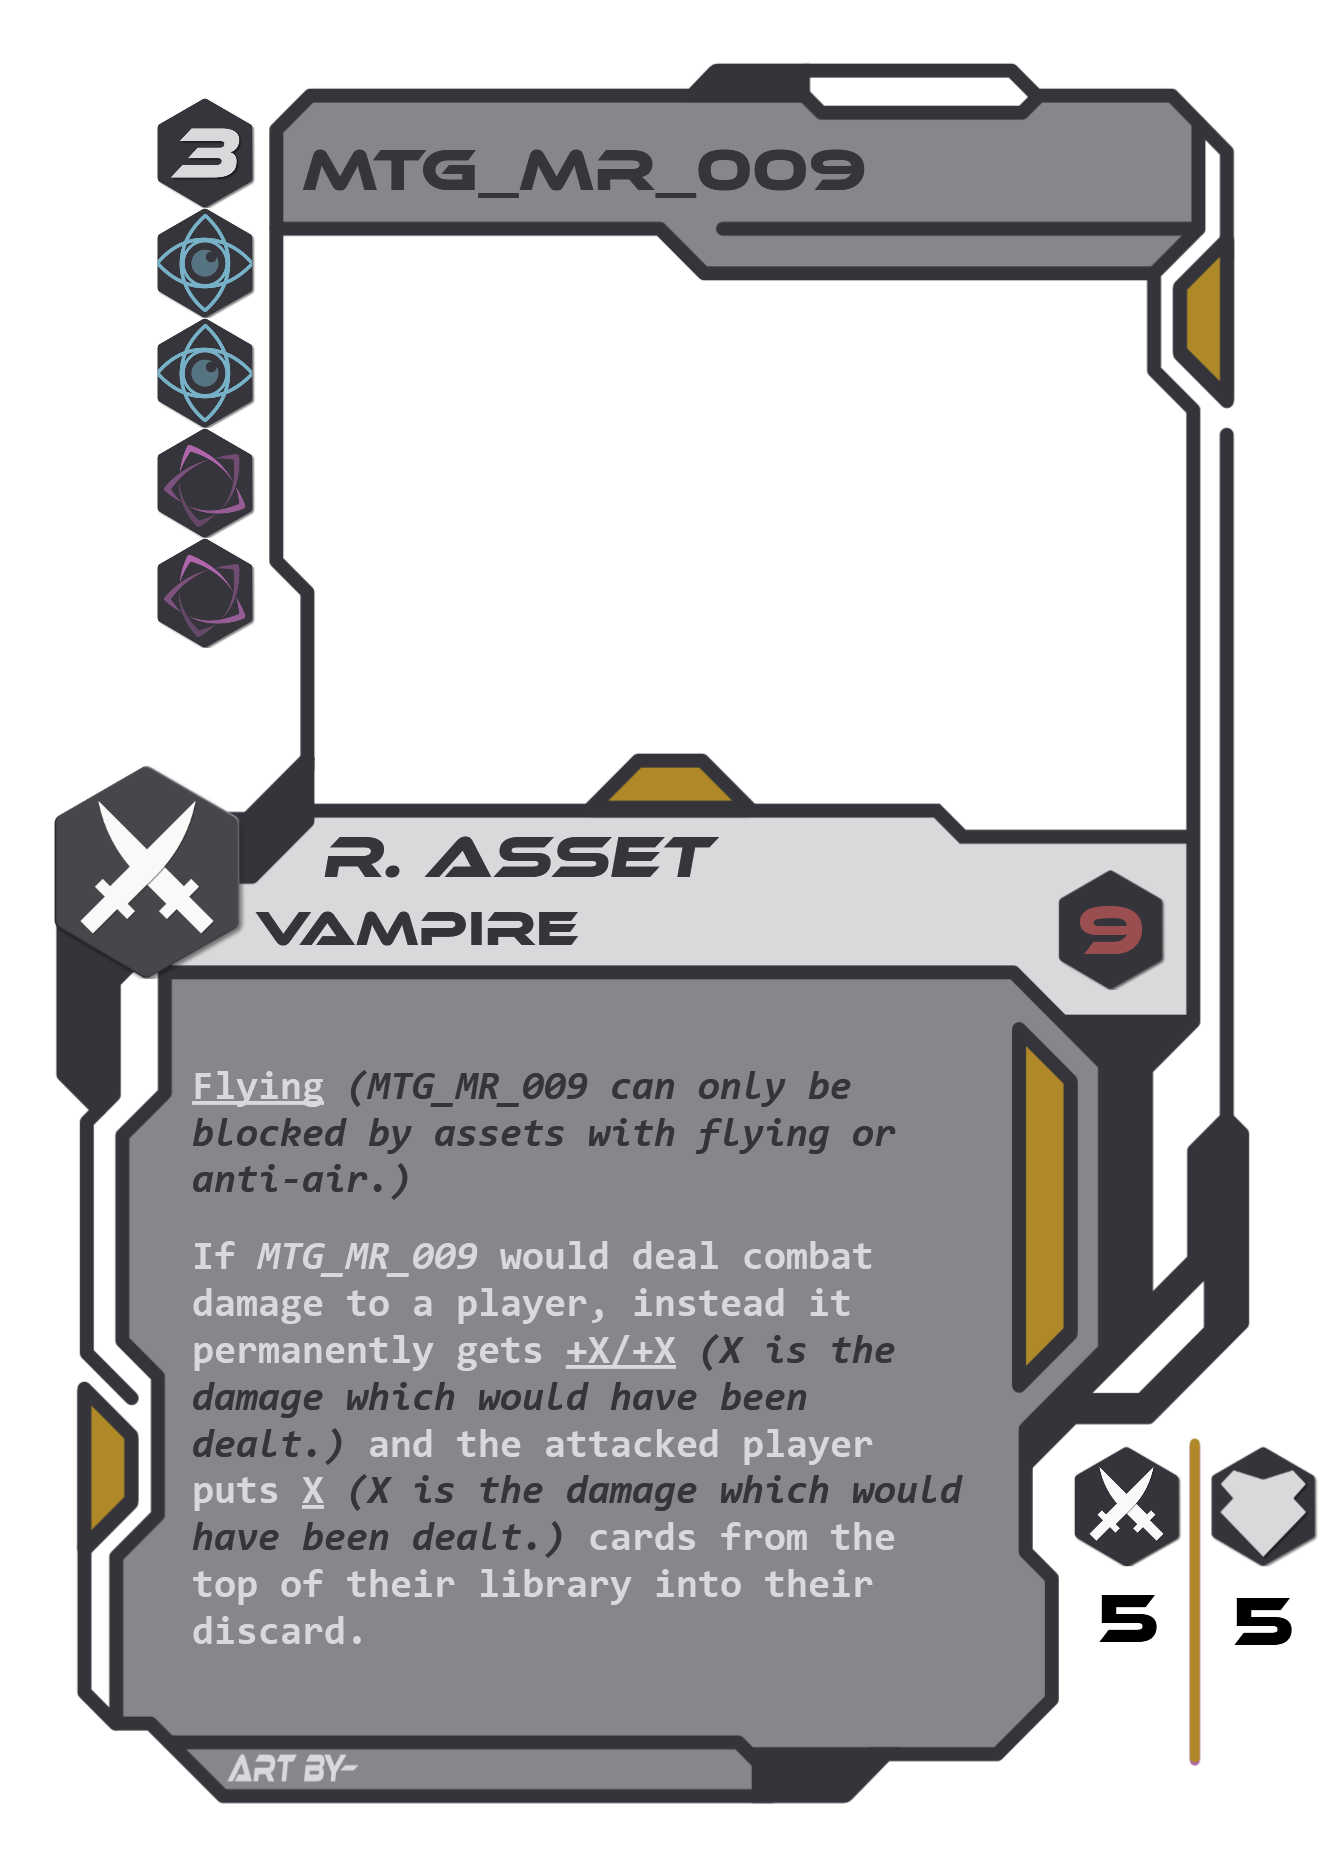 3
MTG_MR_009
R. ASSET
VAMPIRE
9
Flying (MTG_MR_009 can only be
blocked by assets with flying or
anti-air.)
If MTG_MR_009 would deal combat
damage to a player, instead it
permanently gets +X/+X (X is the
damage which would have been
dealt.) and the attacked player
puts X (X is the damage which would
have been dealt.) cards from the
top of their library into their
discard.
5
5
ART BY-